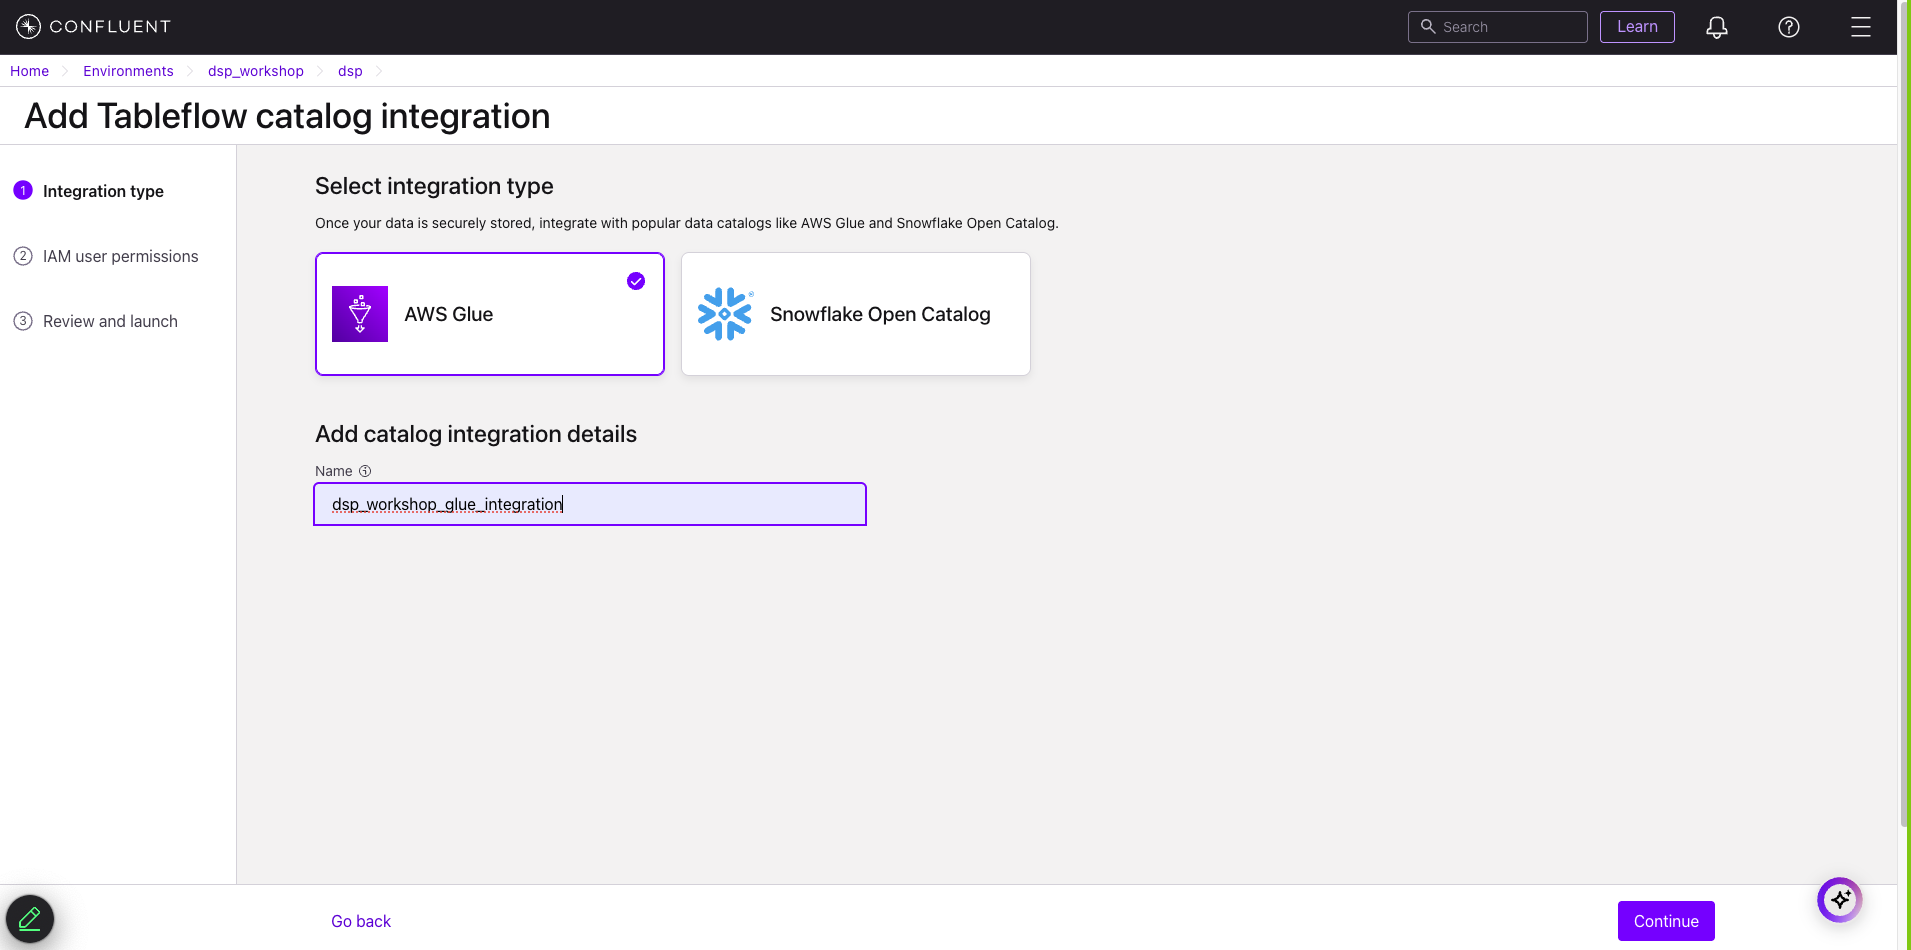 CONFLUENT
Search
Learn
Home
Environments
dsp_workshop
dsp
Add Tableflow catalog integration
1 Integration type
2 IAM user permissions
3 Review and launch
Select integration type
Once your data is securely stored, integrate with popular data catalogs like AWS Glue and Snowflake Open Catalog.
AWS Glue
Snowflake Open Catalog
Add catalog integration details
Name
dsp_workshop_glue_integration
Go back
Continue